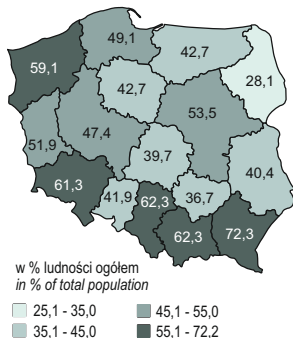 49,1
42,7
59,1
28,1
42,7
53,5
47,4
51,9
39,7
40,4
61,3
41,9
62,3
36,7
62,3
72,3
w % ludności ogółem
in % of total population
25,1 - 35,0
45,1 - 55,0
35,1 - 45,0
55,1 - 72,2